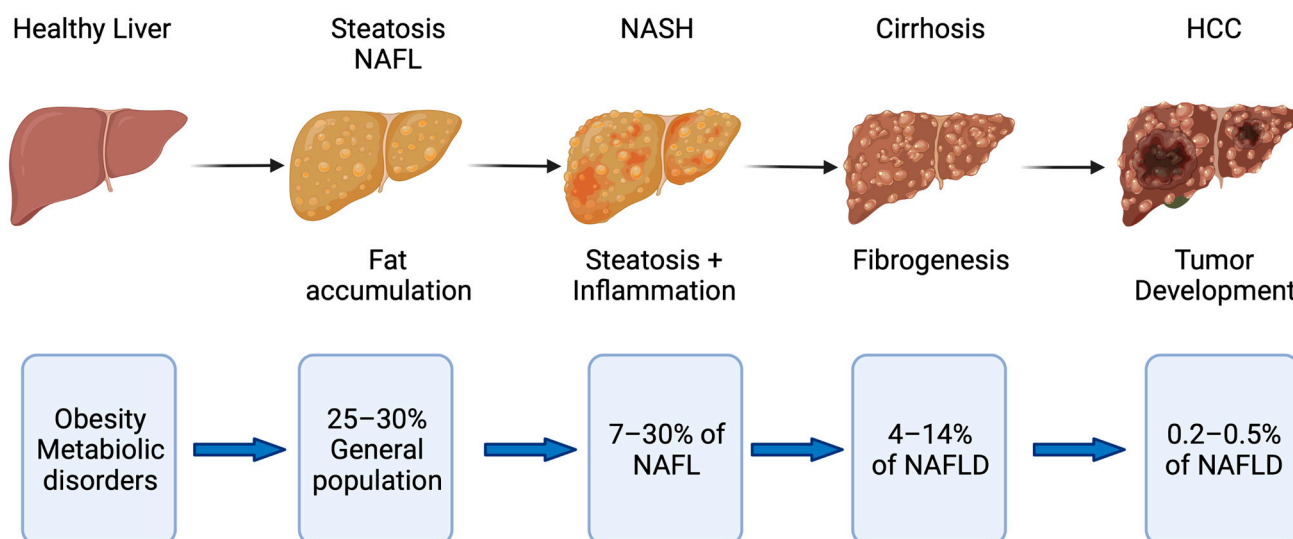 Healthy Liver
Steatosis
NAFL
NASH
Cirrhosis
HCC
Fat
accumulation
Steatosis +
Inflammation
Fibrogenesis
Tumor
Development
Obesity
Metabolic
disorders
25–30%
General
population
7–30% of
NAFL
4–14%
of NAFLD
0.2–0.5%
of NAFLD